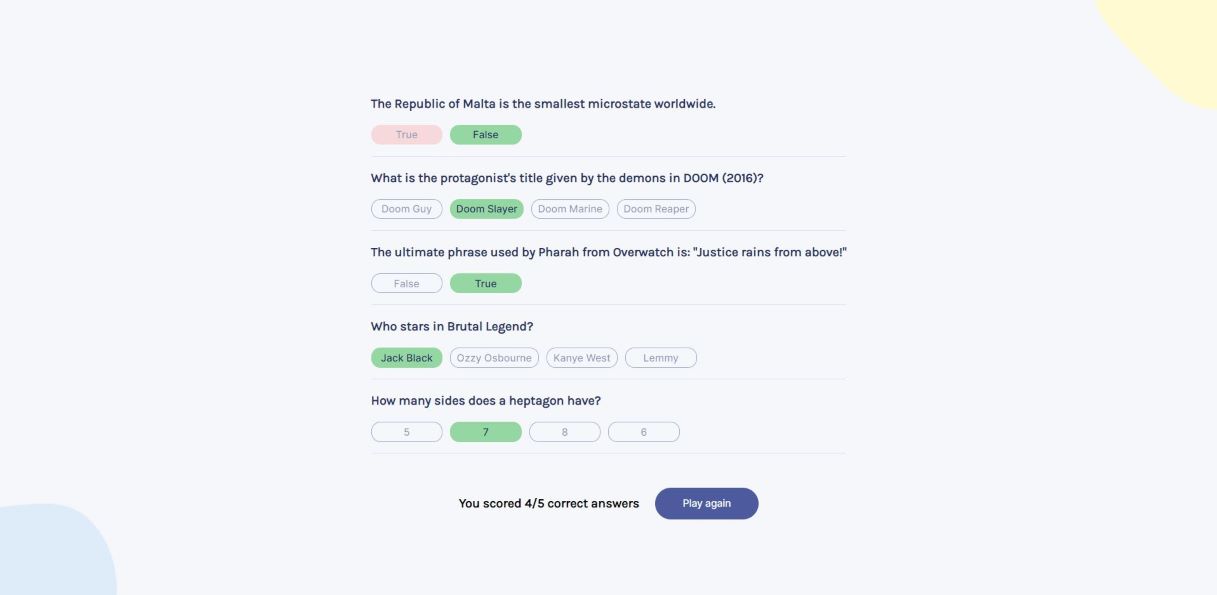 The Republic of Malta is the smallest microstate worldwide.
True False
What is the protagonist's title given by the demons in DOOM (2016)?
Doom Guy Doom Slayer Doom Marine Doom Reaper
The ultimate phrase used by Pharah from Overwatch is: "Justice rains from above!"
False True
Who stars in Brutal Legend?
Jack Black Ozzy Osbourne Kanye West Lemmy
How many sides does a heptagon have?
5 7 8 6
You scored 4/5 correct answers Play again